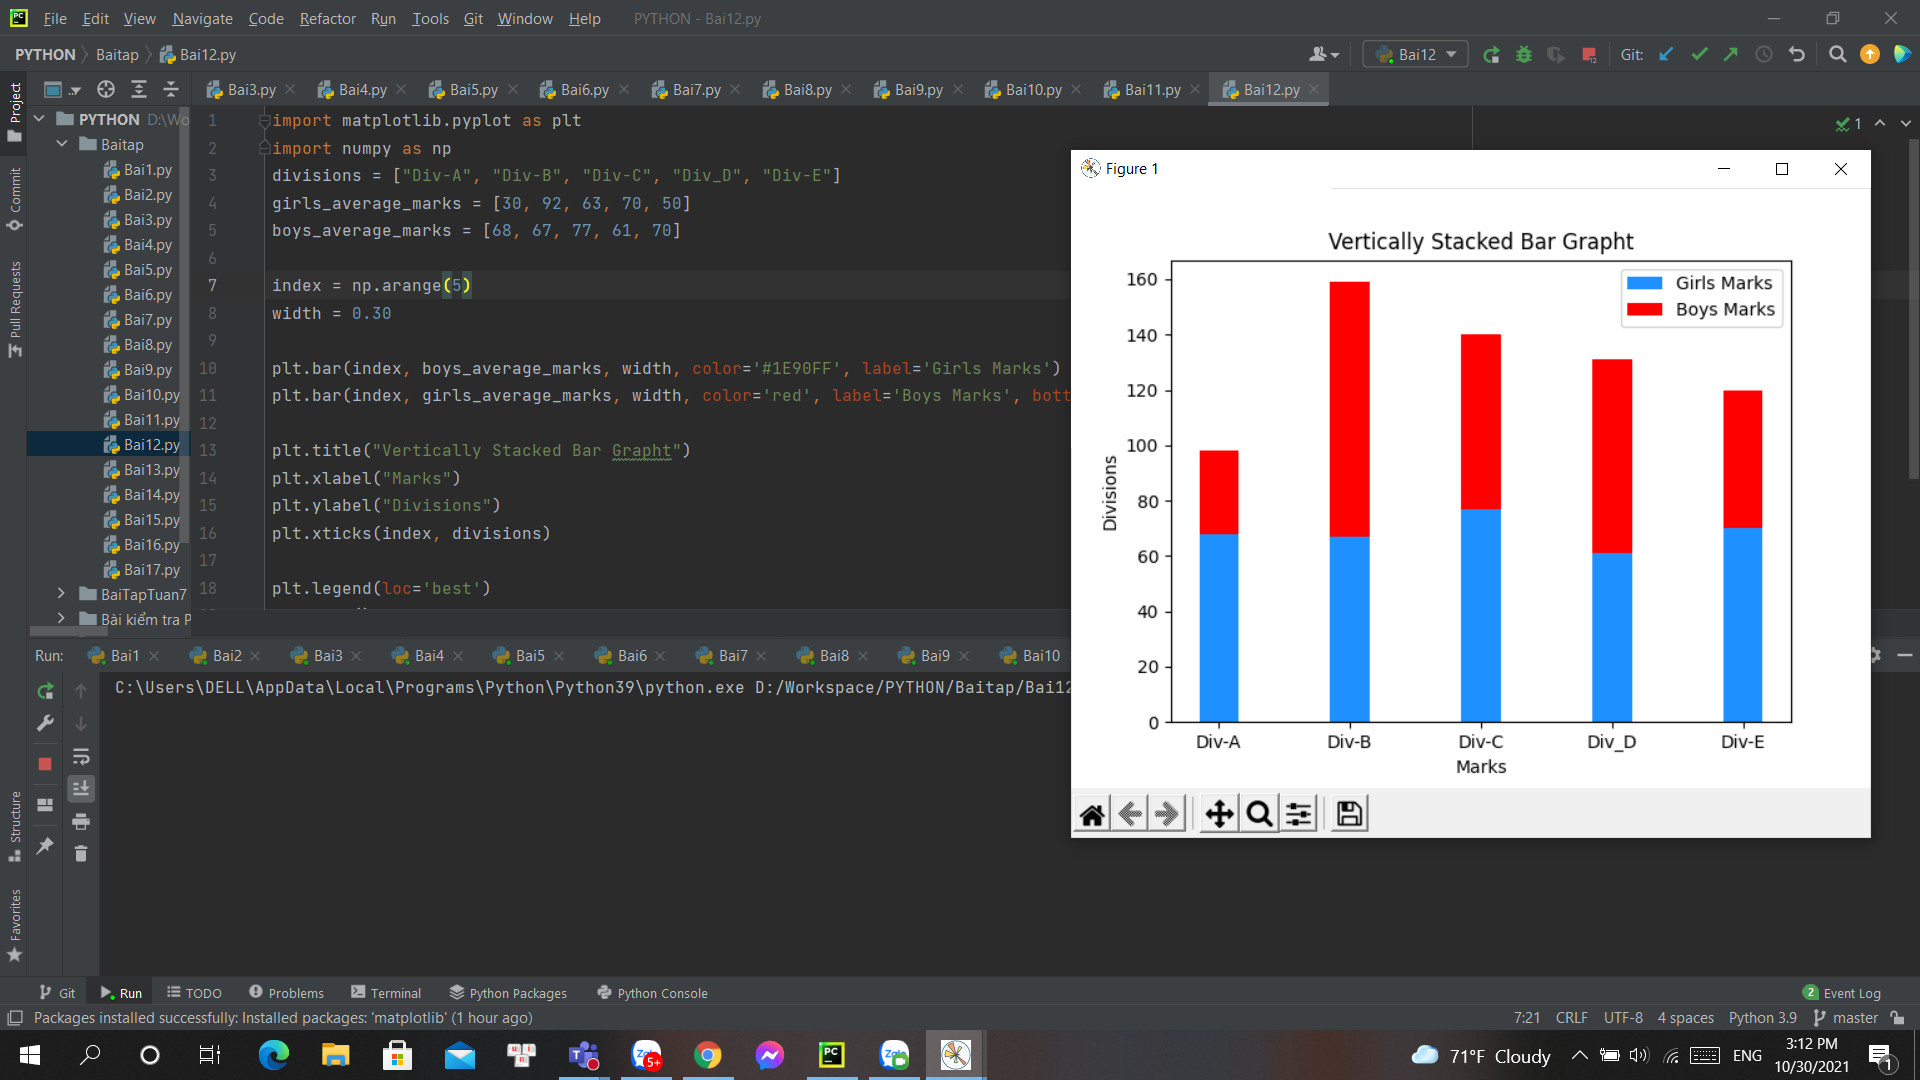 File Edit View Navigate Code Refactor Run Tools Git Window Help PYTHON - Bai12.py
PYTHON Baitap Bai12.py Bai12 Git:
Project
Commit
Pull Requests
Structure
Favorites
Bai3.py Bai4.py Bai5.py Bai6.py Bai7.py Bai8.py Bai9.py Bai10.py Bai11.py Bai12.py
PYTHON D:\Wo
Baitap
Bai1.py
Bai2.py
Bai3.py
Bai4.py
Bai5.py
Bai6.py
Bai7.py
Bai8.py
Bai9.py
Bai10.py
Bai11.py
Bai12.py
Bai13.py
Bai14.py
Bai15.py
Bai16.py
Bai17.py
BaiTapTuan7
Bài kiểm tra P
1 import matplotlib.pyplot as plt
2 import numpy as np
3 divisions = ["Div-A", "Div-B", "Div-C", "Div_D", "Div-E"]
4 girls_average_marks = [30, 92, 63, 70, 50]
5 boys_average_marks = [68, 67, 77, 61, 70]
6
7 index = np.arange(5)
8 width = 0.30
9
10 plt.bar(index, boys_average_marks, width, color='#1E90FF', label='Girls Marks')
11 plt.bar(index, girls_average_marks, width, color='red', label='Boys Marks', bott
12
13 plt.title("Vertically Stacked Bar Grapht")
14 plt.xlabel("Marks")
15 plt.ylabel("Divisions")
16 plt.xticks(index, divisions)
17
18 plt.legend(loc='best')
1
Figure 1
Vertically Stacked Bar Grapht
Girls Marks
Boys Marks
160
140
120
100
80
60
40
20
0
Divisions
Div-A Div-B Div-C Div_D Div-E
Marks
Run: Bai1 Bai2 Bai3 Bai4 Bai5 Bai6 Bai7 Bai8 Bai9 Bai10
C:\Users\DELL\AppData\Local\Programs\Python\Python39\python.exe D:/Workspace/PYTHON/Baitap/Bai12
Git Run TODO Problems Terminal Python Packages Python Console 2 Event Log
Packages installed successfully: Installed packages: 'matplotlib' (1 hour ago) 7:21 CRLF UTF-8 4 spaces Python 3.9 master
5+ PC 71°F Cloudy ENG 3:12 PM
10/30/2021 1